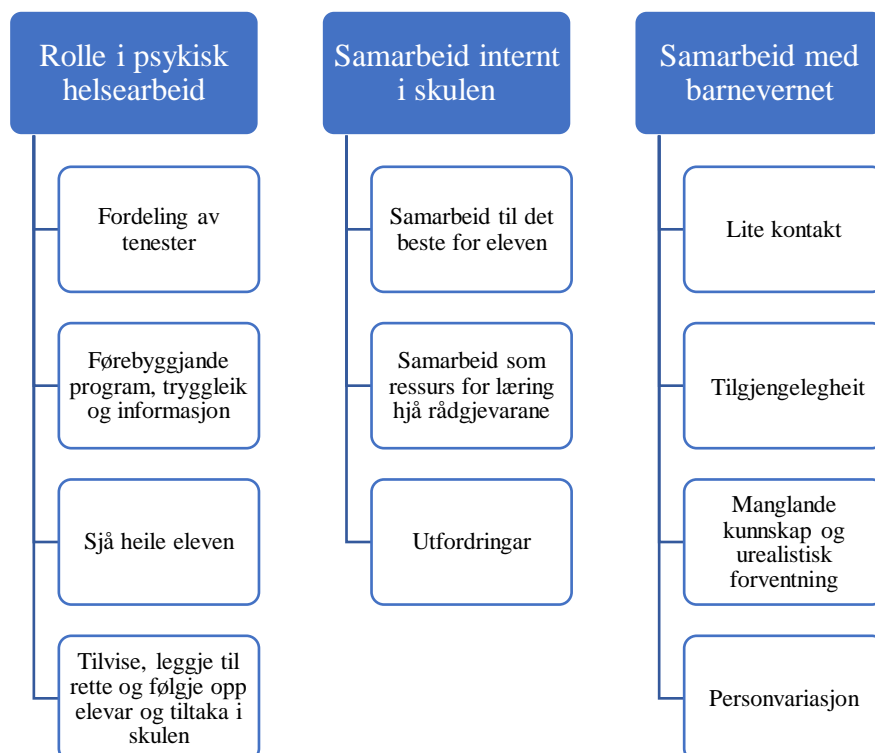 Rolle i psykisk
helsearbeid
Fordeling av
tenester
Førebyggjande
program, tryggleik
og informasjon
Sjå heile eleven
Tilvise, leggje til
rette og følgje opp
elevar og tiltaka i
skulen
Samarbeid internt
i skulen
Samarbeid til det
beste for eleven
Samarbeid som
ressurs for læring
hjå rådgjevarane
Utfordringar
Samarbeid med
barnevernet
Lite kontakt
Tilgjengelegheit
Manglande
kunnskap og
urealistisk
forventning
Personvariasjon